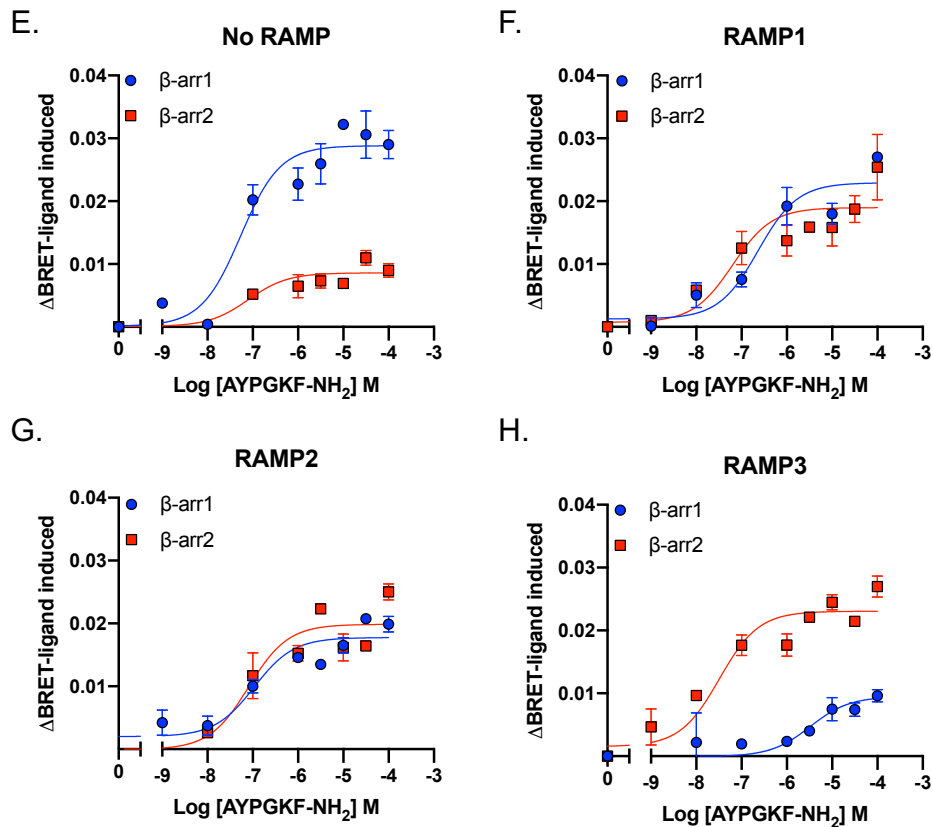 E.
No RAMP
ΔBRET-ligand induced
0.04
0.03
0.02
0.01
β-arr1
β-arr2
0 -9 -8 -7 -6 -5 -4 -3
Log [AYPGKF-NH2] M
F.
RAMP1
ΔBRET-ligand induced
0.04
0.03
0.02
0.01
β-arr1
β-arr2
0 -9 -8 -7 -6 -5 -4 -3
Log [AYPGKF-NH2] M
G.
RAMP2
ΔBRET-ligand induced
0.04
0.03
0.02
0.01
β-arr1
β-arr2
0 -9 -8 -7 -6 -5 -4 -3
Log [AYPGKF-NH2] M
H.
RAMP3
ΔBRET-ligand induced
0.04
0.03
0.02
0.01
β-arr1
β-arr2
0 -9 -8 -7 -6 -5 -4 -3
Log [AYPGKF-NH2] M